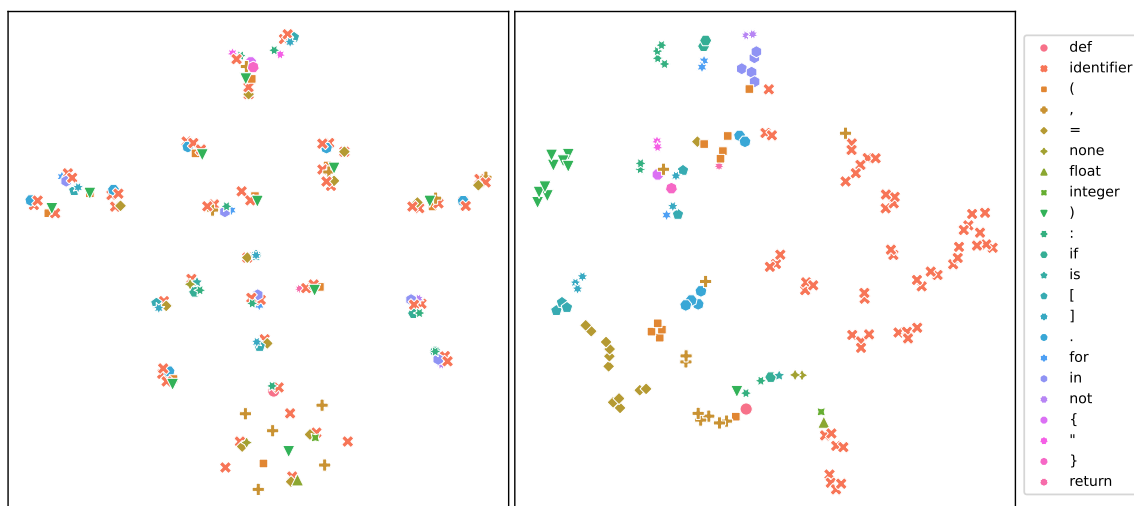 def
identifier
(
,
=
none
float
integer
)
:
if
is
[
]
.
for
in
not
{
"
}
return